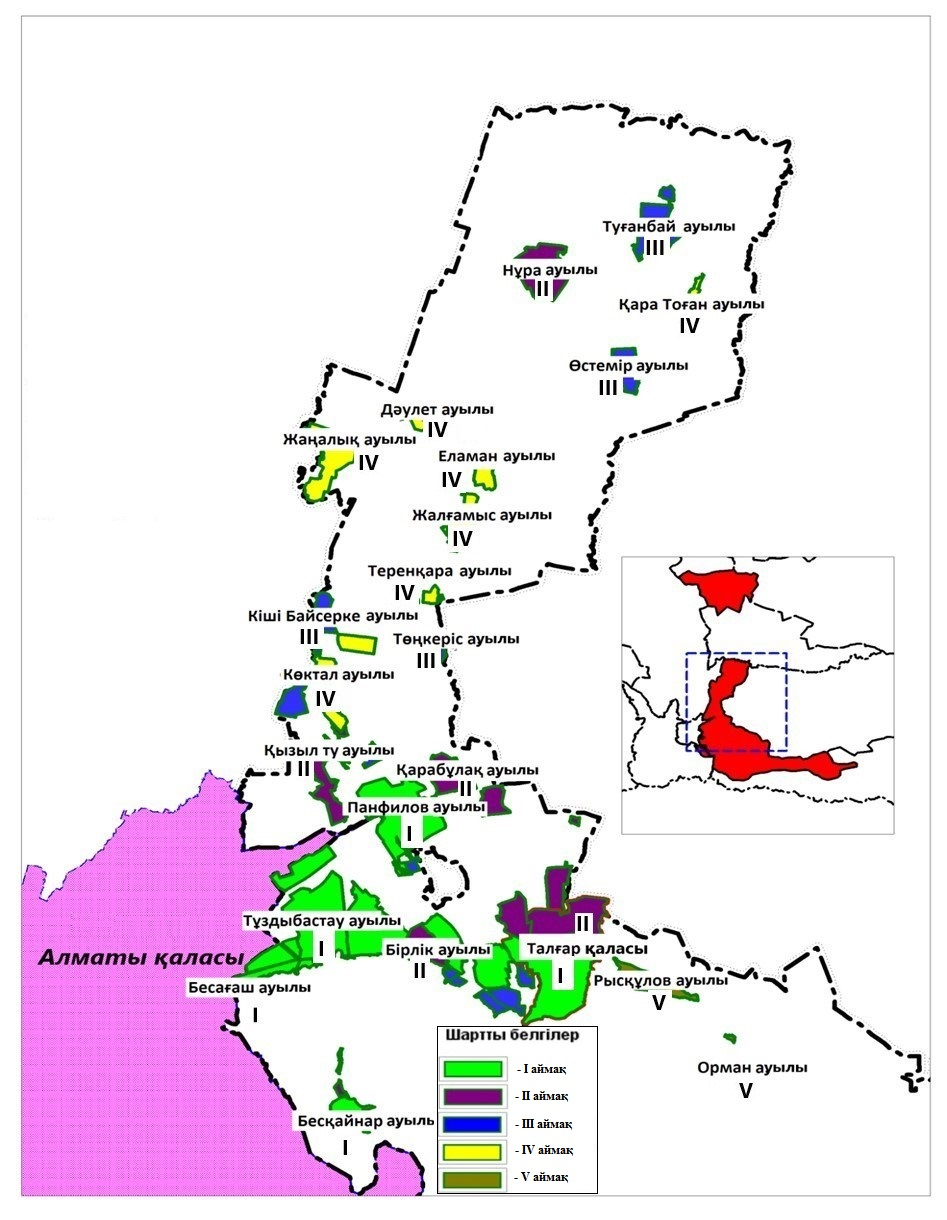 Туғанбай ауылы
III
Нұра ауылы
II
Қара Тоған ауылы
IV
Өстемір ауылы
III
Дәулет ауылы
IV
Жаңалық ауылы
IV
Еламан ауылы
IV
Жалғамыс ауылы
IV
Теренқара ауылы
IV
Кіші Байсерке ауылы
III
Төңкеріс ауылы
III
Көктал ауылы
IV
Қызыл ту ауылы
II
Қарабұлақ ауылы
II
Панфилов ауылы
I
Тұздыбастау ауылы
I
Бірлік ауылы
II
II
Талғар қаласы
I
Алматы қаласы
Бесағаш ауылы
I
Рысқұлов ауылы
V
Орман ауылы
V
Бесқайнар ауыль
I
Шартты белгілер
- I аймақ
- II аймақ
- III аймақ
- IV аймақ
- V аймақ